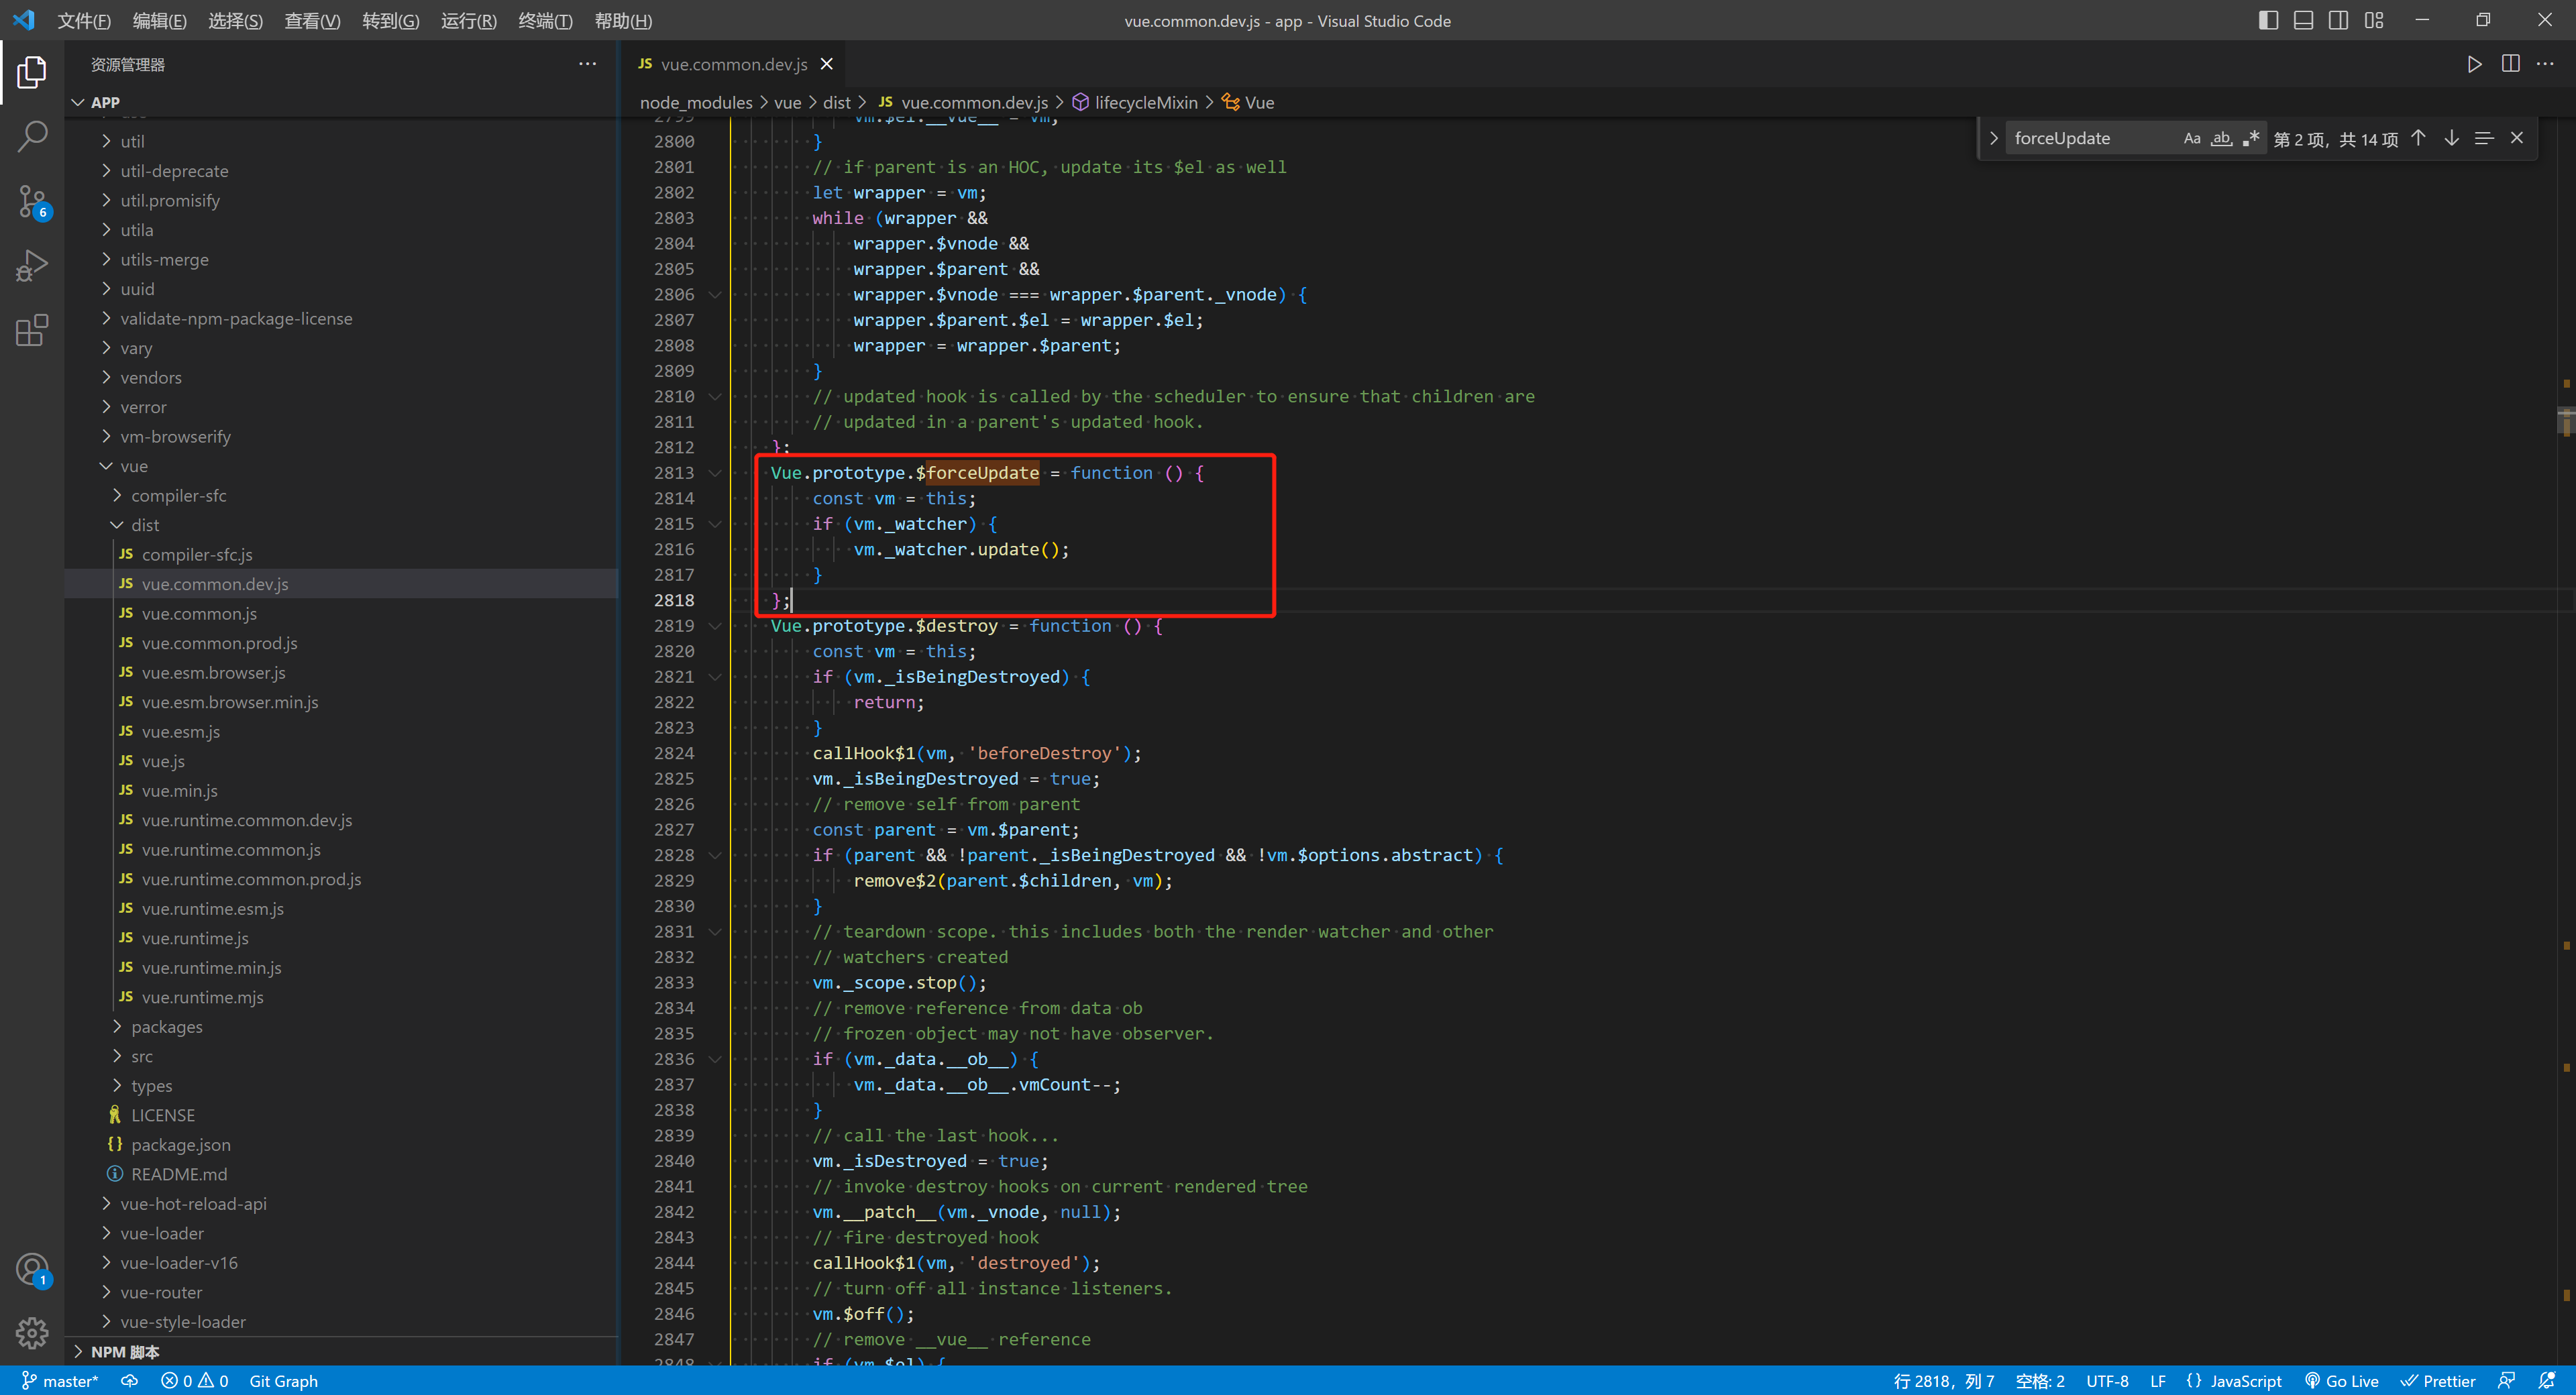 文件(F) 编辑(E) 选择(S) 查看(V) 转到(G) 运行(R) 终端(T) 帮助(H)
vue.common.dev.js - app - Visual Studio Code
资源管理器
APP
util
util-deprecate
util.promisify
utila
utils-merge
uuid
validate-npm-package-license
vary
vendors
verror
vm-browserify
vue
compiler-sfc
dist
JS compiler-sfc.js
JS vue.common.dev.js
JS vue.common.js
JS vue.common.prod.js
JS vue.esm.browser.js
JS vue.esm.browser.min.js
JS vue.esm.js
JS vue.js
JS vue.min.js
JS vue.runtime.common.dev.js
JS vue.runtime.common.js
JS vue.runtime.common.prod.js
JS vue.runtime.esm.js
JS vue.runtime.js
JS vue.runtime.min.js
JS vue.runtime.mjs
packages
src
types
LICENSE
{} package.json
README.md
vue-hot-reload-api
vue-loader
vue-loader-v16
vue-router
vue-style-loader
NPM 脚本
6
1
JS vue.common.dev.js
node_modules > vue > dist > JS vue.common.dev.js > lifecycleMixin > Vue
forceUpdate Aa ab .* 第 2 项，共 14 项
2799 vm.$el.__vue__ = vm;
2800 }
2801 // if parent is an HOC, update its $el as well
2802 let wrapper = vm;
2803 while (wrapper &&
2804 wrapper.$vnode &&
2805 wrapper.$parent &&
2806 wrapper.$vnode === wrapper.$parent._vnode) {
2807 wrapper.$parent.$el = wrapper.$el;
2808 wrapper = wrapper.$parent;
2809 }
2810 // updated hook is called by the scheduler to ensure that children are
2811 // updated in a parent's updated hook.
2812 };
2813 Vue.prototype.$forceUpdate = function () {
2814 const vm = this;
2815 if (vm._watcher) {
2816 vm._watcher.update();
2817 }
2818 };
2819 Vue.prototype.$destroy = function () {
2820 const vm = this;
2821 if (vm._isBeingDestroyed) {
2822 return;
2823 }
2824 callHook$1(vm, 'beforeDestroy');
2825 vm._isBeingDestroyed = true;
2826 // remove self from parent
2827 const parent = vm.$parent;
2828 if (parent && !parent._isBeingDestroyed && !vm.$options.abstract) {
2829 remove$2(parent.$children, vm);
2830 }
2831 // teardown scope. this includes both the render watcher and other
2832 // watchers created
2833 vm._scope.stop();
2834 // remove reference from data ob
2835 // frozen object may not have observer.
2836 if (vm._data.__ob__) {
2837 vm._data.__ob__.vmCount--;
2838 }
2839 // call the last hook...
2840 vm._isDestroyed = true;
2841 // invoke destroy hooks on current rendered tree
2842 vm.__patch__(vm._vnode, null);
2843 // fire destroyed hook
2844 callHook$1(vm, 'destroyed');
2845 // turn off all instance listeners.
2846 vm.$off();
2847 // remove __vue__ reference
2848 if (vm.$el) {
master* 0 0 Git Graph
行 2818，列 7 空格: 2 UTF-8 LF {} JavaScript Go Live Prettier